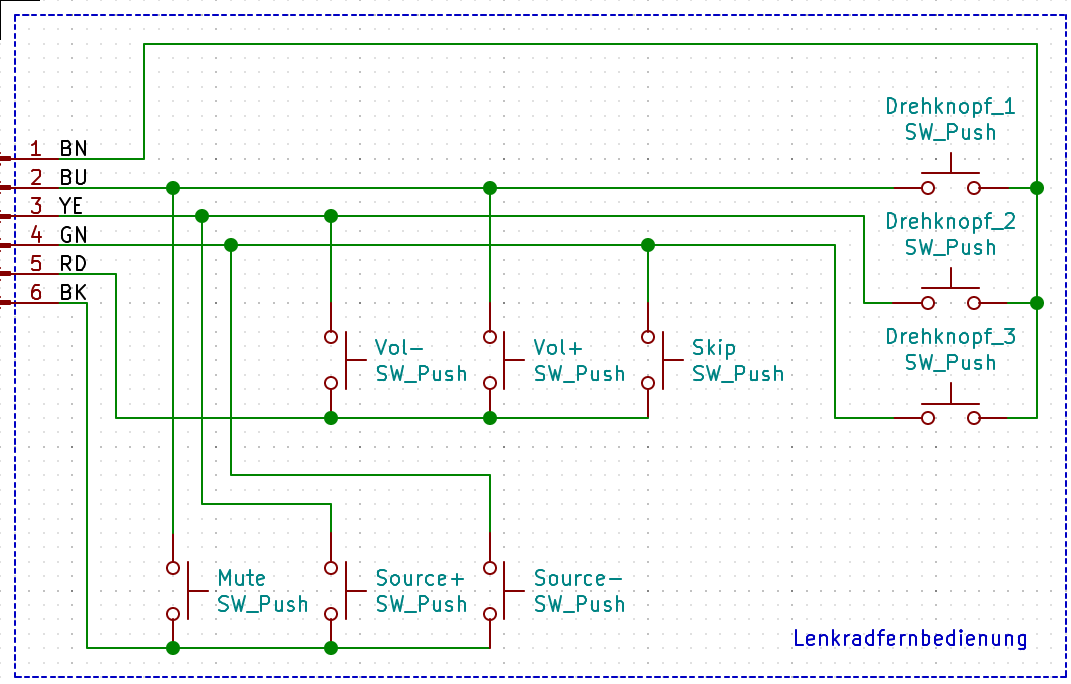 Drehknopf_1
SW_Push
1 BN
2 BU
3 YE
4 GN
5 RD
6 BK
Drehknopf_2
SW_Push
Drehknopf_3
SW_Push
Vol-
SW_Push
Vol+
SW_Push
Skip
SW_Push
Mute
SW_Push
Source+
SW_Push
Source-
SW_Push
Lenkradfernbedienung